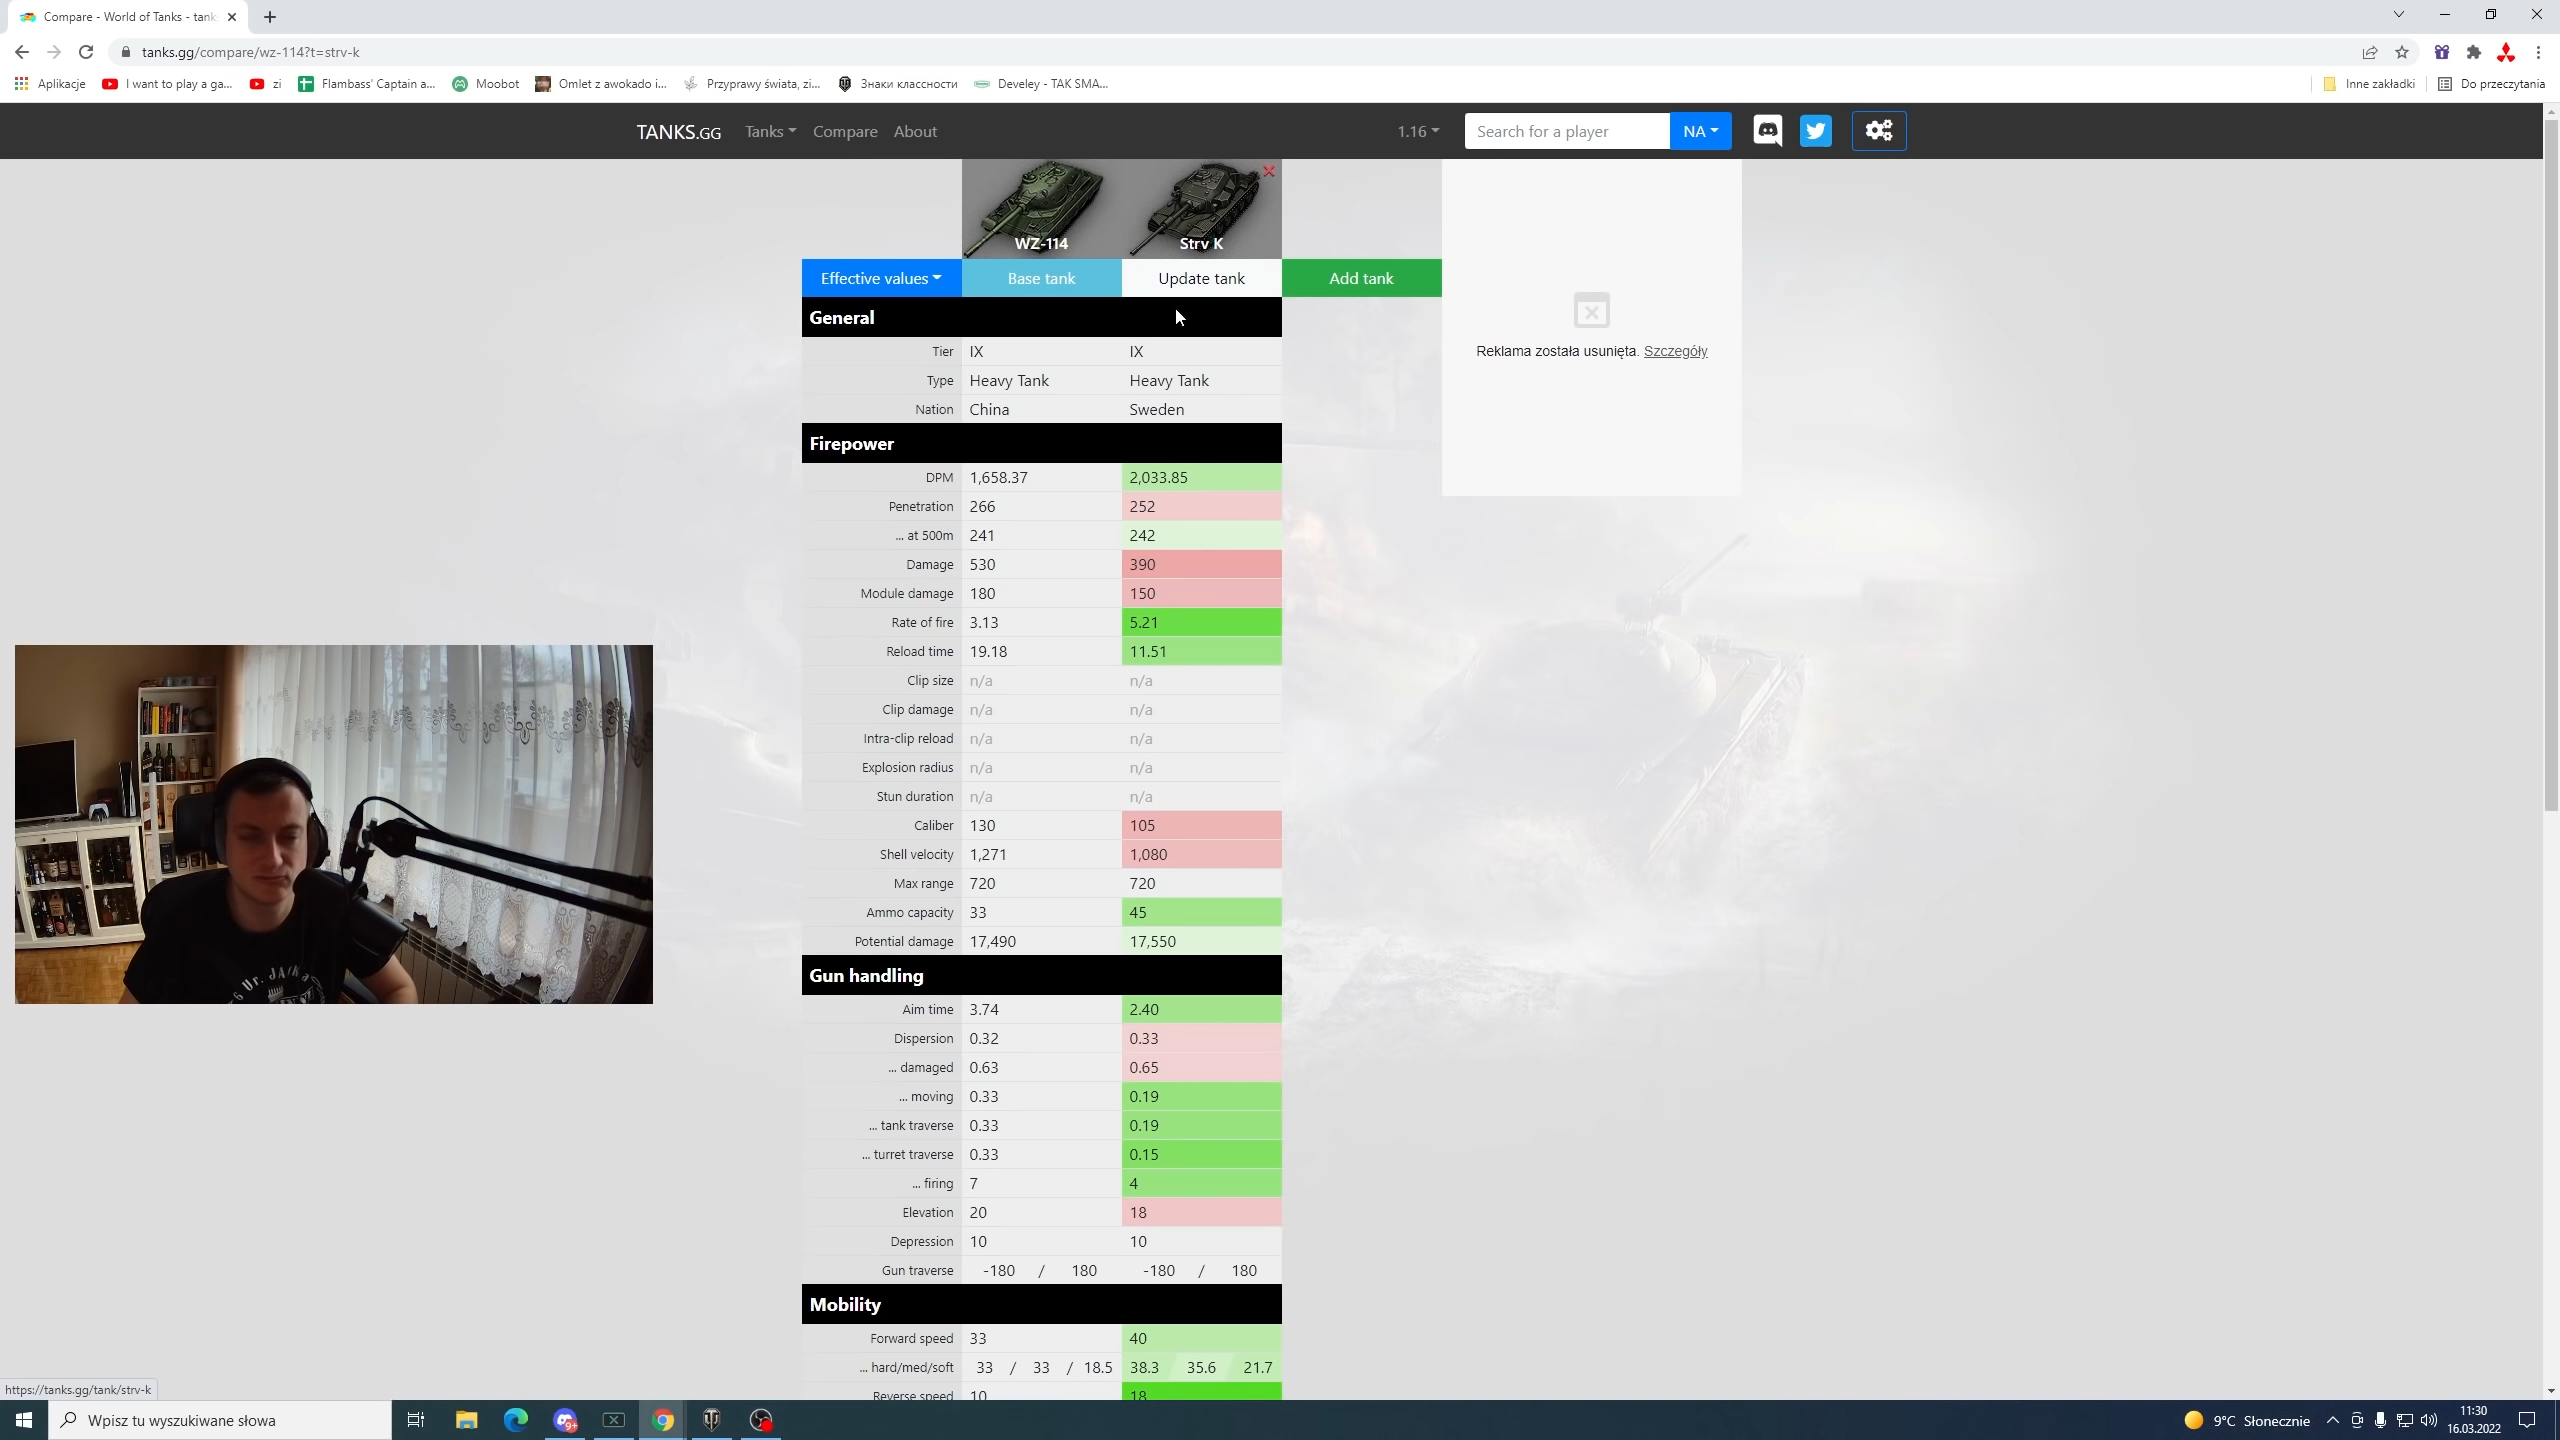 Compare - World of Tanks - tank
tanks.gg/compare/wz-114?t=strv-k
Aplikacje
I want to play a ga...
zi
Flambass' Captain a...
Moobot
Omlet z awokado i...
Przyprawy świata, zi...
Знаки классности
Develey - TAK SMA...
Inne zakładki
Do przeczytania
TANKS.GG
Tanks
Compare
About
1.16
Search for a player
NA
WZ-114
Strv K
Effective values
Base tank
Update tank
Add tank
General
Tier IX IX
Type Heavy Tank Heavy Tank
Nation China Sweden
Firepower
DPM 1,658.37 2,033.85
Penetration 266 252
... at 500m 241 242
Damage 530 390
Module damage 180 150
Rate of fire 3.13 5.21
Reload time 19.18 11.51
Clip size n/a n/a
Clip damage n/a n/a
Intra-clip reload n/a n/a
Explosion radius n/a n/a
Stun duration n/a n/a
Caliber 130 105
Shell velocity 1,271 1,080
Max range 720 720
Ammo capacity 33 45
Potential damage 17,490 17,550
Gun handling
Aim time 3.74 2.40
Dispersion 0.32 0.33
... damaged 0.63 0.65
... moving 0.33 0.19
... tank traverse 0.33 0.19
... turret traverse 0.33 0.15
... firing 7 4
Elevation 20 18
Depression 10 10
Gun traverse -180 / 180 -180 / 180
Mobility
Forward speed 33 40
... hard/med/soft 33 / 33 / 18.5 38.3 35.6 21.7
Reverse speed 10 18
Reklama została usunięta. Szczegóły
https://tanks.gg/tank/strv-k
Wpisz tu wyszukiwane słowa
9+
9°C Słonecznie
11:30
16.03.2022